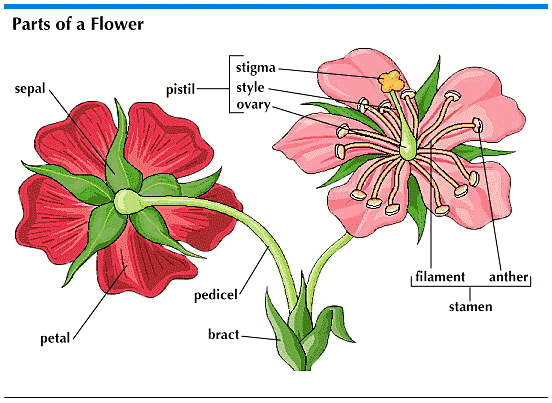 Parts of a Flower
stigma
sepal
pistil
style
ovary
filament
anther
pedicel
stamen
bract
petal